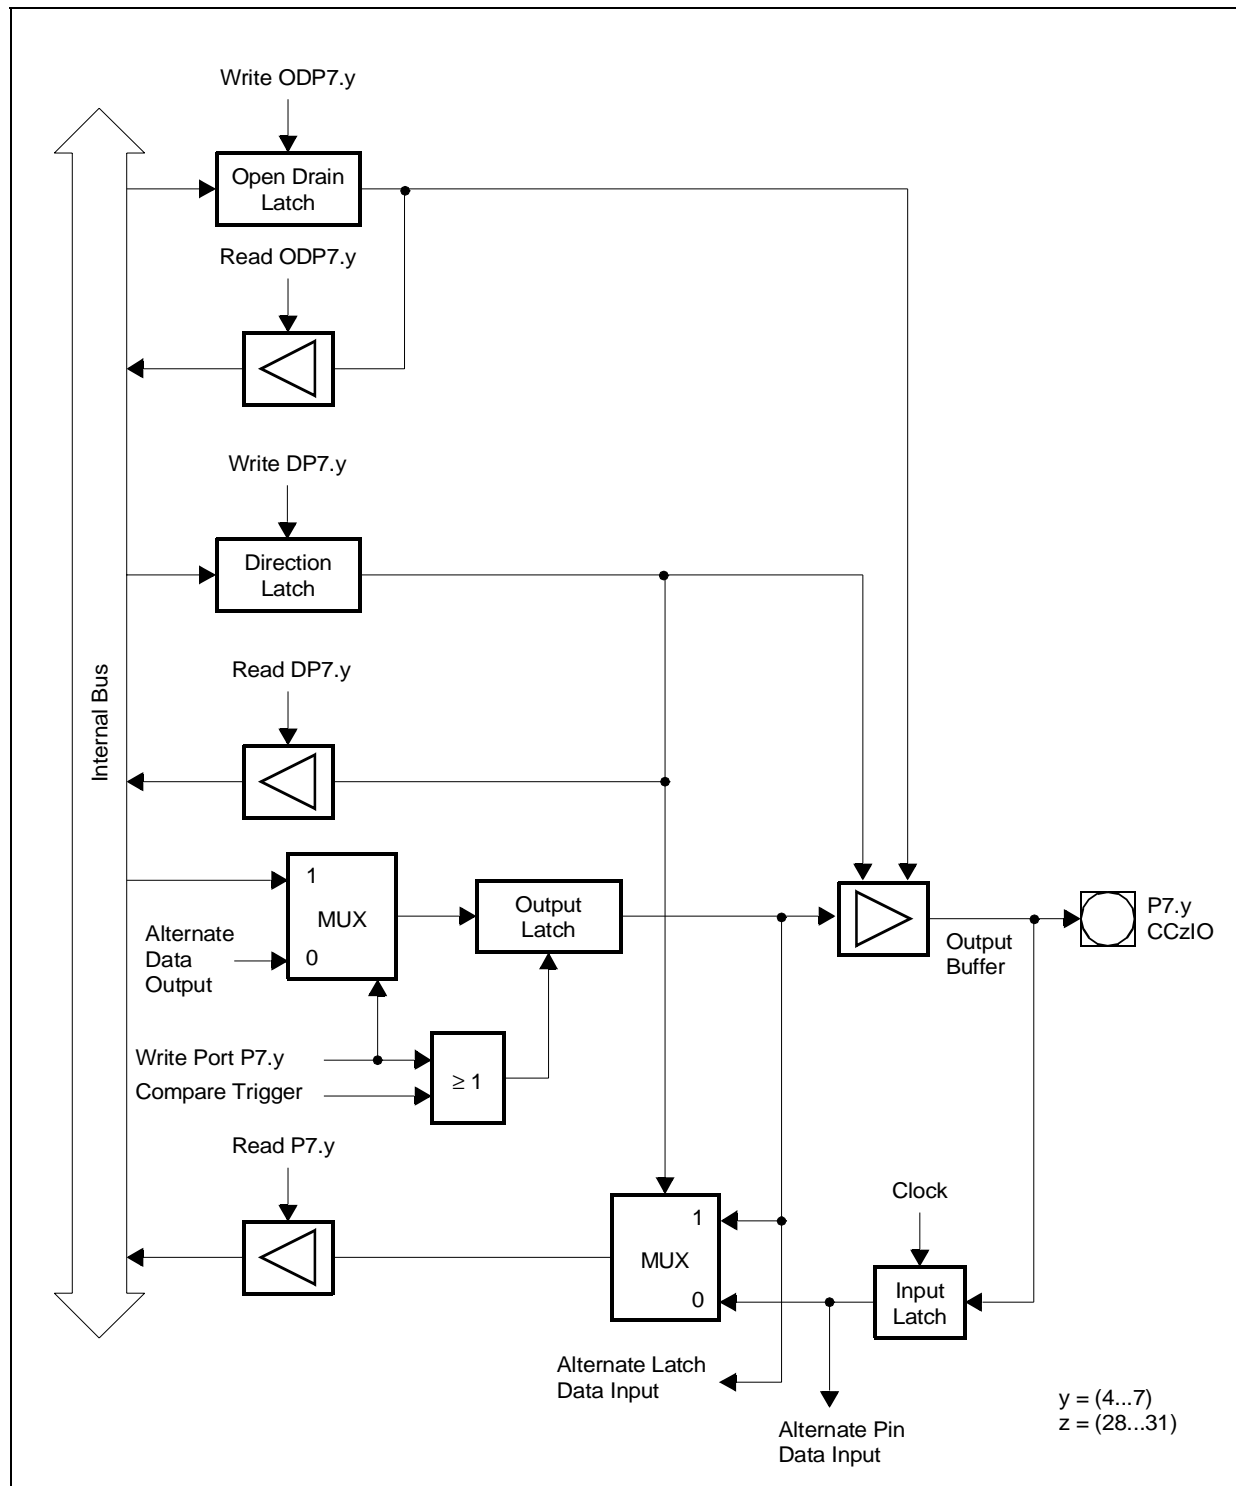 Write ODP7.y
Open Drain
Latch
Read ODP7.y
Write DP7.y
Direction
Latch
Internal Bus
Read DP7.y
1
MUX
0
Alternate
Data
Output
Output
Latch
Output
Buffer
P7.y
CCzIO
Write Port P7.y
Compare Trigger
≥ 1
Read P7.y
1
MUX
0
Clock
Input
Latch
Alternate Latch
Data Input
Alternate Pin
Data Input
y = (4...7)
z = (28...31)